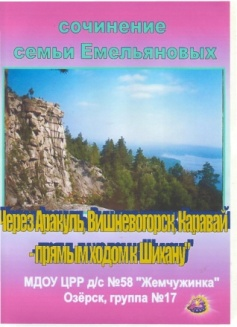 сочинение
семьи Емельяновых
"Через Аракуль, Вишневогорск, Каравай
- прямым ходом к Шихану"
МДОУ ЦРР д/с №58 "Жемчужинка"
Озёрск, группа №17